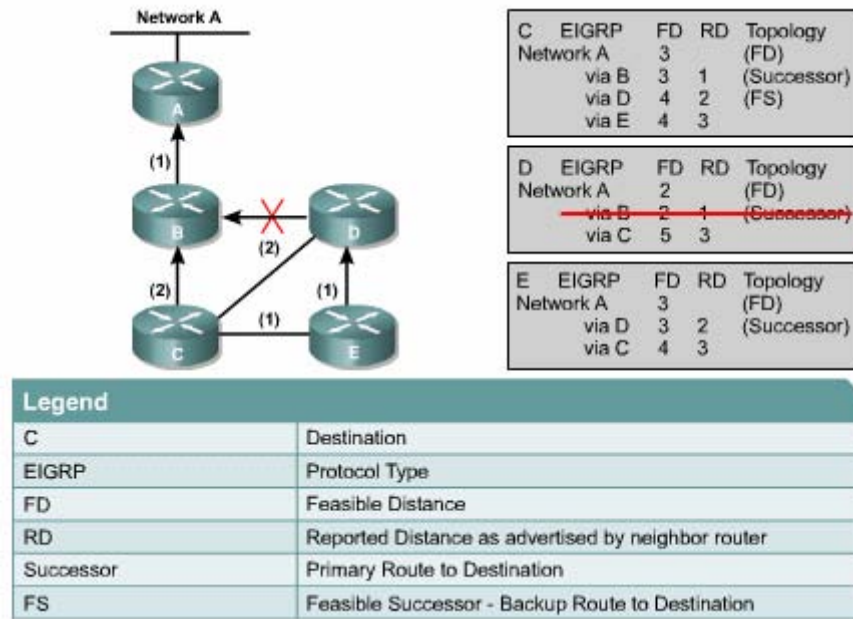 Network A
A
(1)
B
D
(2)
(2)
(1)
(1)
C
E
C EIGRP FD RD Topology
Network A 3 (FD)
via B 3 1 (Successor)
via D 4 2 (FS)
via E 4 3
D EIGRP FD RD Topology
Network A 2 (FD)
via B 2 1 (Successor)
via C 5 3
E EIGRP FD RD Topology
Network A 3 (FD)
via D 3 2 (Successor)
via C 4 3
Legend
C Destination
EIGRP Protocol Type
FD Feasible Distance
RD Reported Distance as advertised by neighbor router
Successor Primary Route to Destination
FS Feasible Successor - Backup Route to Destination